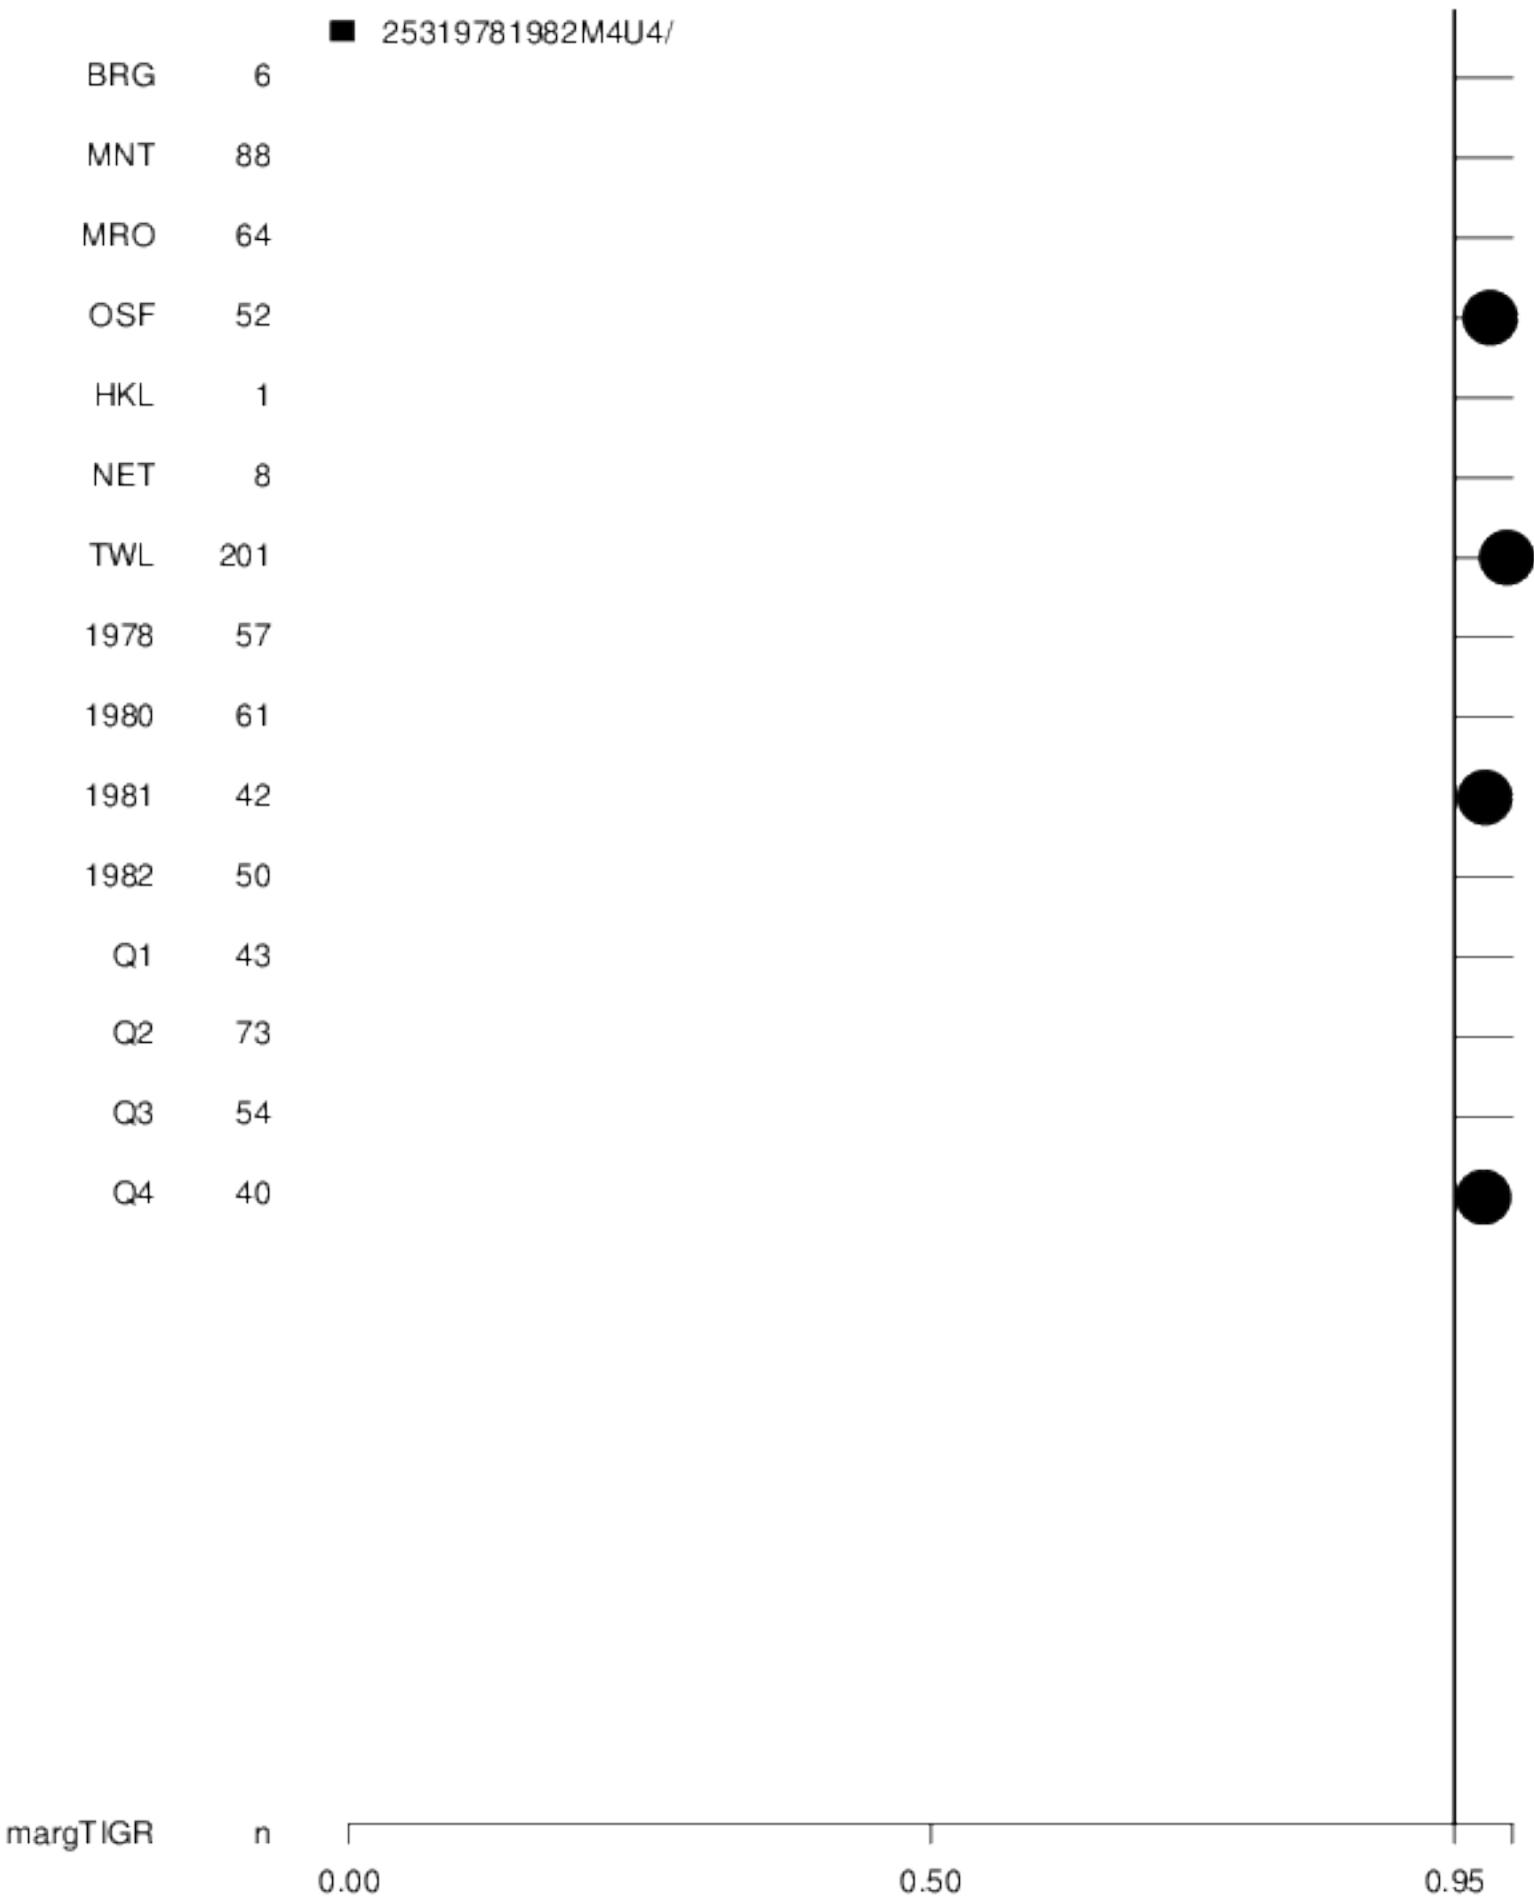 25319781982M4U4/
BRG 6
MNT 88
MRO 64
OSF 52
HKL 1
NET 8
TWL 201
1978 57
1980 61
1981 42
1982 50
Q1 43
Q2 73
Q3 54
Q4 40
margTIGR n
0.00 0.50 0.95